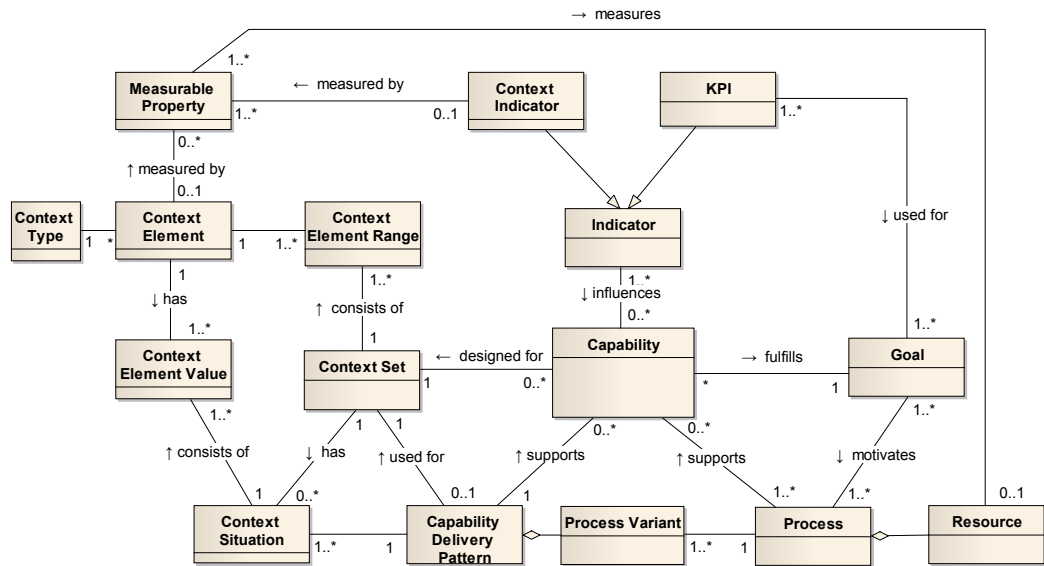 → measures
1..*
Measurable
Property
← measured by
1..*
0..1
Context
Indicator
KPI
1..*
0..*
↑ measured by
0..1
Context
Type
1
*
Context
Element
1
1..*
Context
Element Range
Indicator
↓ used for
1
↓ has
1..*
1..*
↑ consists of
1
1..*
↓ influences
0..*
Context
Element Value
Context Set
1
← designed for
0..*
Capability
→ fulfills
*
1
1..*
Goal
1..*
1
1
0..*
0..*
1..*
↑ consists of
↓ has
↑ used for
↑ supports
↑ supports
↓ motivates
1
0..*
0..1
1
1..*
1..*
0..1
Context
Situation
1..*
1
Capability
Delivery
Pattern
Process Variant
1..*
1
Process
Resource